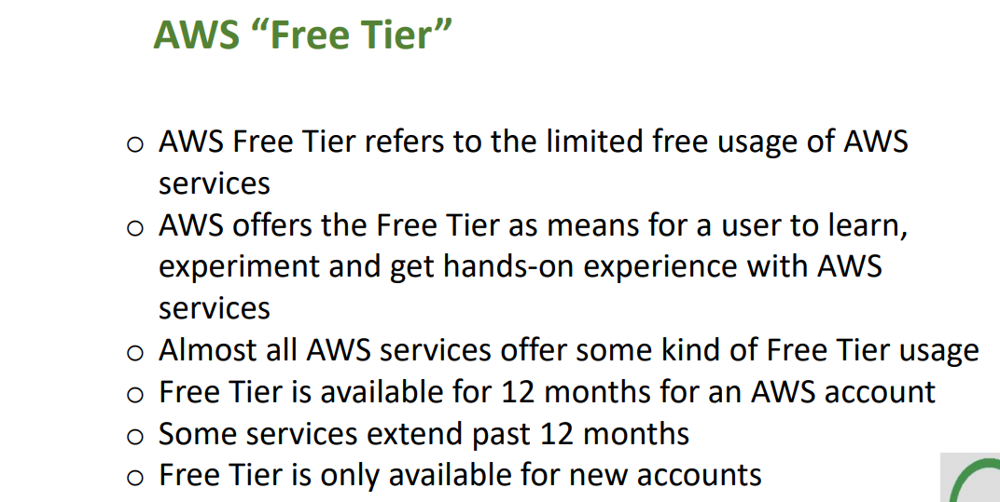 AWS “Free Tier”
o AWS Free Tier refers to the limited free usage of AWS
services
o AWS offers the Free Tier as means for a user to learn,
experiment and get hands-on experience with AWS
services
o Almost all AWS services offer some kind of Free Tier usage
o Free Tier is available for 12 months for an AWS account
o Some services extend past 12 months
o Free Tier is only available for new accounts